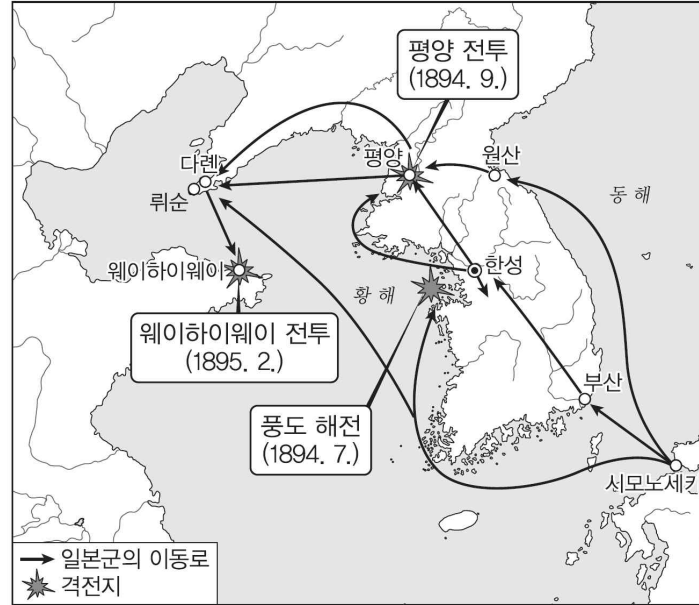 평양 전투
(1894. 9.)
다롄
뤼순
평양
원산
동해
웨이하이웨이
황해
한성
웨이하이웨이 전투
(1895. 2.)
풍도 해전
(1894. 7.)
부산
시모노세키
→ 일본군의 이동로
격전지